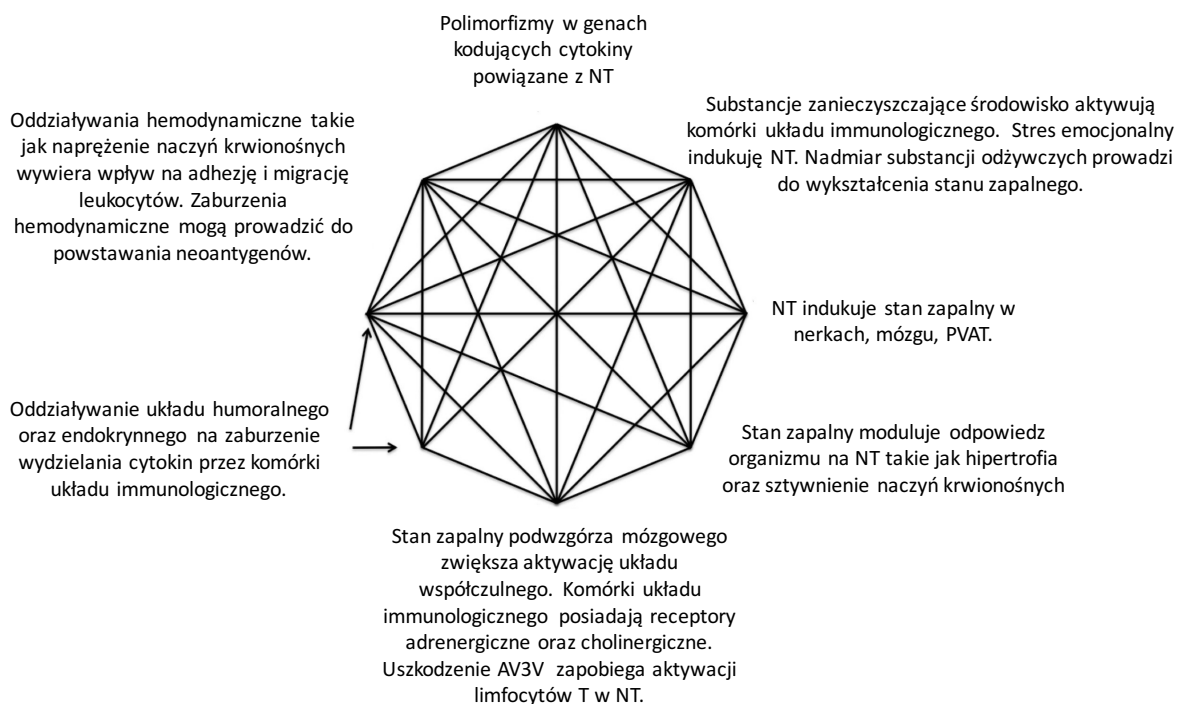 Polimorfizmy w genach
kodujących cytokiny
powiązane z NT
Oddziaływania hemodynamiczne takie
jak naprężenie naczyń krwionośnych
wywiera wpływ na adhezję i migrację
leukocytów. Zaburzenia
hemodynamiczne mogą prowadzić do
powstawania neoantygenów.
Substancje zanieczyszczające środowisko aktywują
komórki układu immunologicznego. Stres emocjonalny
indukuję NT. Nadmiar substancji odżywczych prowadzi
do wykształcenia stanu zapalnego.
NT indukuje stan zapalny w
nerkach, mózgu, PVAT.
Oddziaływanie układu humoralnego
oraz endokrynnego na zaburzenie
wydzielania cytokin przez komórki
układu immunologicznego.
Stan zapalny moduluje odpowiedz
organizmu na NT takie jak hipertrofia
oraz sztywnienie naczyń krwionośnych
Stan zapalny podwzgórza mózgowego
zwiększa aktywację układu
współczulnego. Komórki układu
immunologicznego posiadają receptory
adrenergiczne oraz cholinergiczne.
Uszkodzenie AV3V zapobiega aktywacji
limfocytów T w NT.